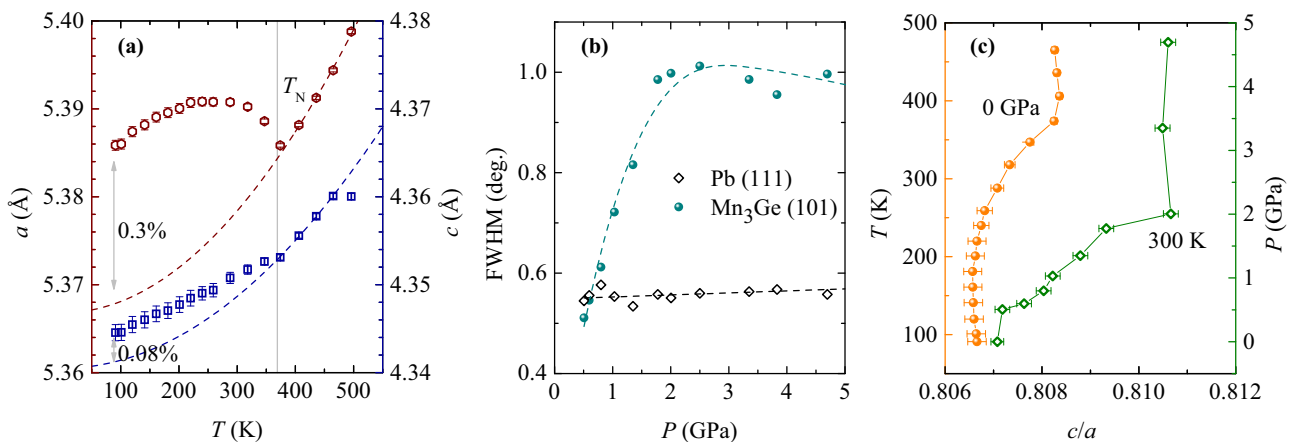 (a)
5.40
5.39
5.38
5.37
5.36
a (Å)
T_N
0.3%
0.08%
4.38
4.37
4.36
4.35
4.34
c (Å)
100 200 300 400 500
T (K)
(b)
1.0
0.8
0.6
0.4
FWHM (deg.)
Pb (111)
Mn₃Ge (101)
0 1 2 3 4 5
P (GPa)
(c)
500
400
300
200
100
T (K)
0 GPa
300 K
5
4
3
2
1
0
P (GPa)
0.806 0.808 0.810 0.812
c/a